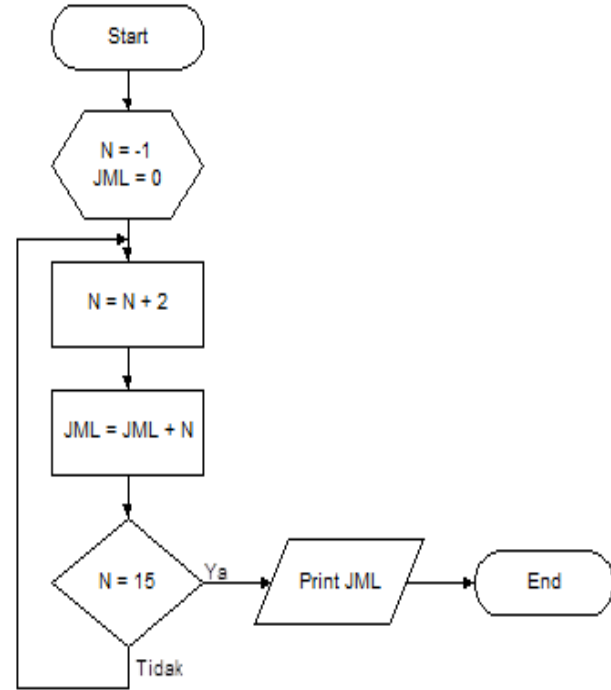 Start
N = -1
JML = 0
N = N + 2
JML = JML + N
N = 15
Ya
Print JML
End
Tidak